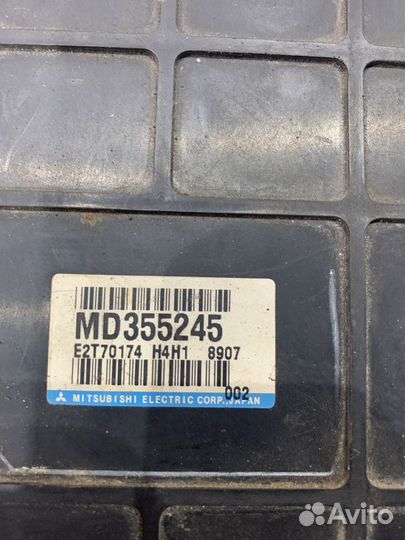 MD355245
E2T70174 H4H1 8907
002
MITSUBISHI ELECTRIC CORP.,JAPAN
Avito